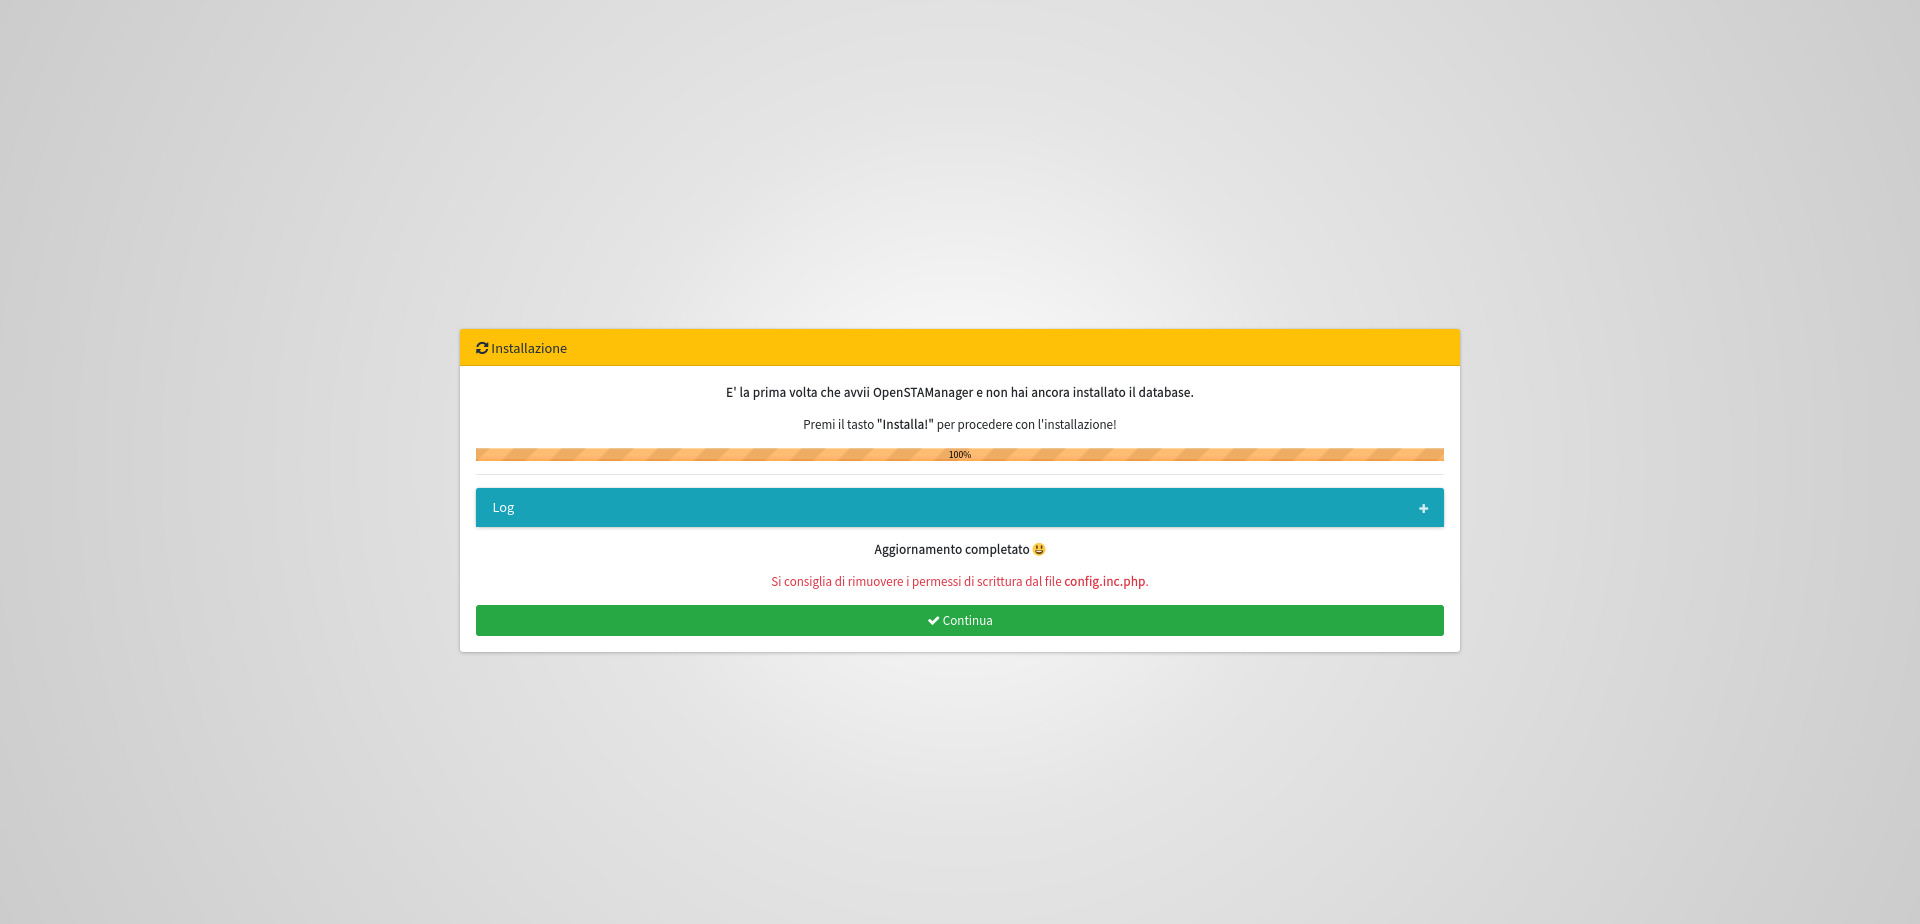 Installazione
E' la prima volta che avvii OpenSTAManager e non hai ancora installato il database.
Premi il tasto "Installa!" per procedere con l'installazione!
100%
Log
Aggiornamento completato 😃
Si consiglia di rimuovere i permessi di scrittura dal file config.inc.php.
Continua